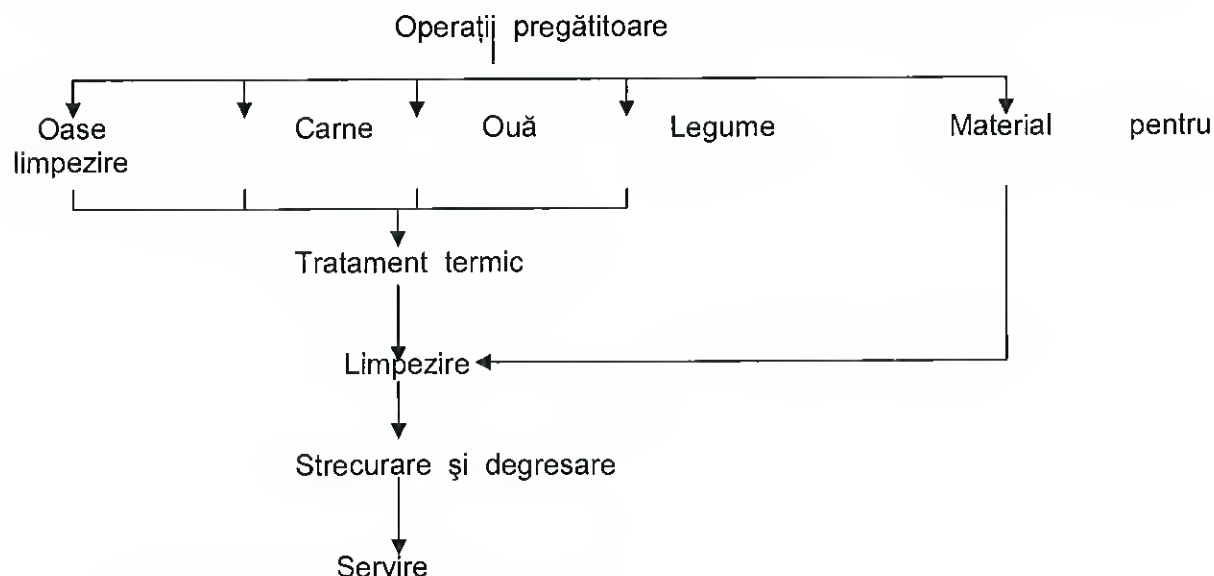 Operații pregătitoare
Oase Carne Ouă Legume Material pentru
limpezire
Tratament termic
Limpezire
Strecurare şi degresare
Servire